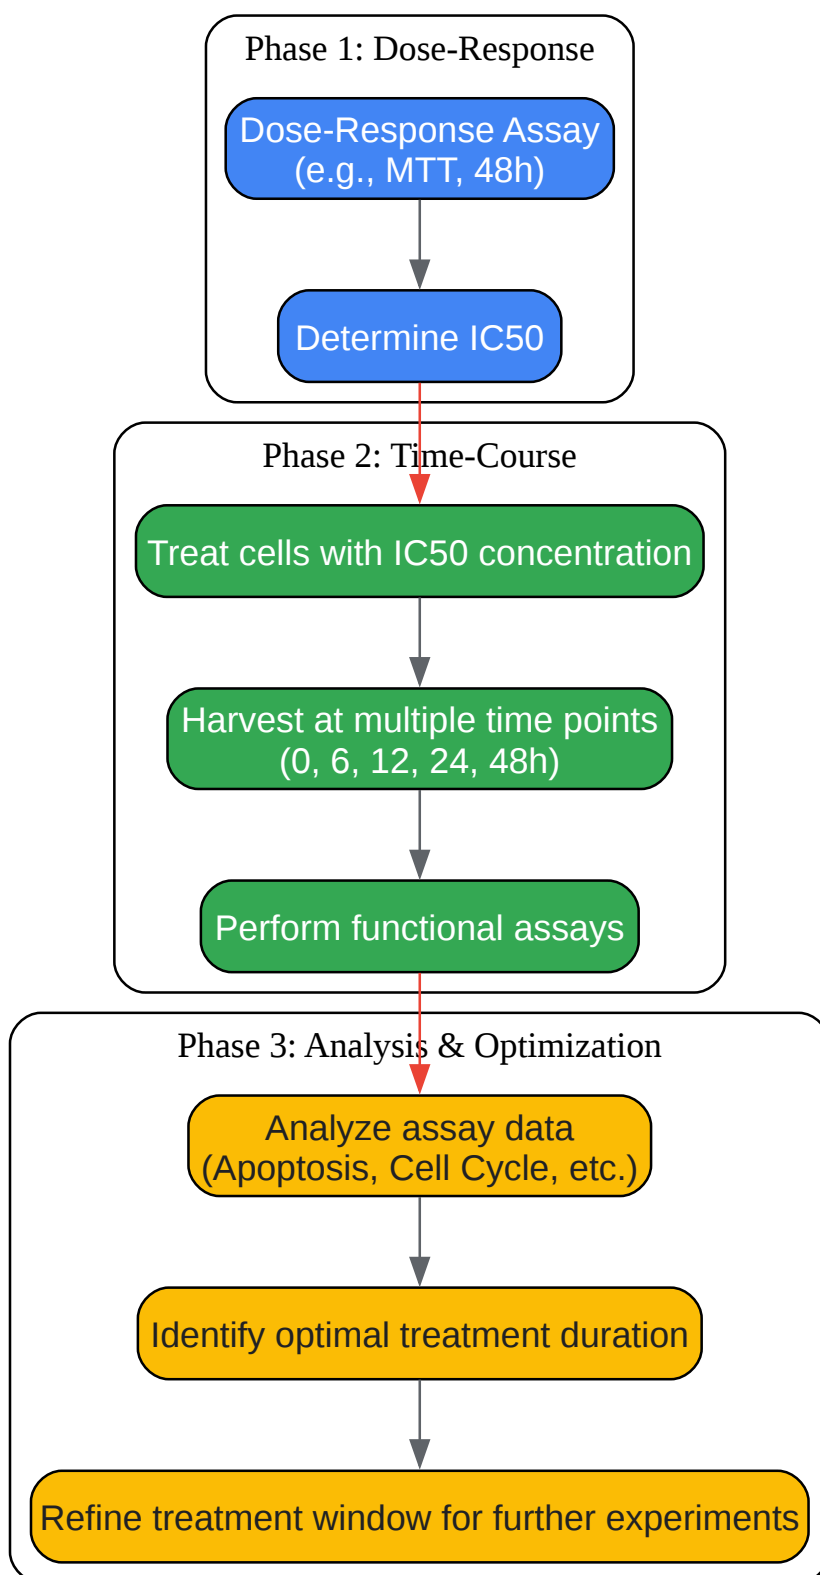 Phase 1: Dose-Response
Dose-Response Assay
(e.g., MTT, 48h)
Determine IC50
Phase 2: Time-Course
Treat cells with IC50 concentration
Harvest at multiple time points
(0, 6, 12, 24, 48h)
Perform functional assays
Phase 3: Analysis & Optimization
Analyze assay data
(Apoptosis, Cell Cycle, etc.)
Identify optimal treatment duration
Refine treatment window for further experiments